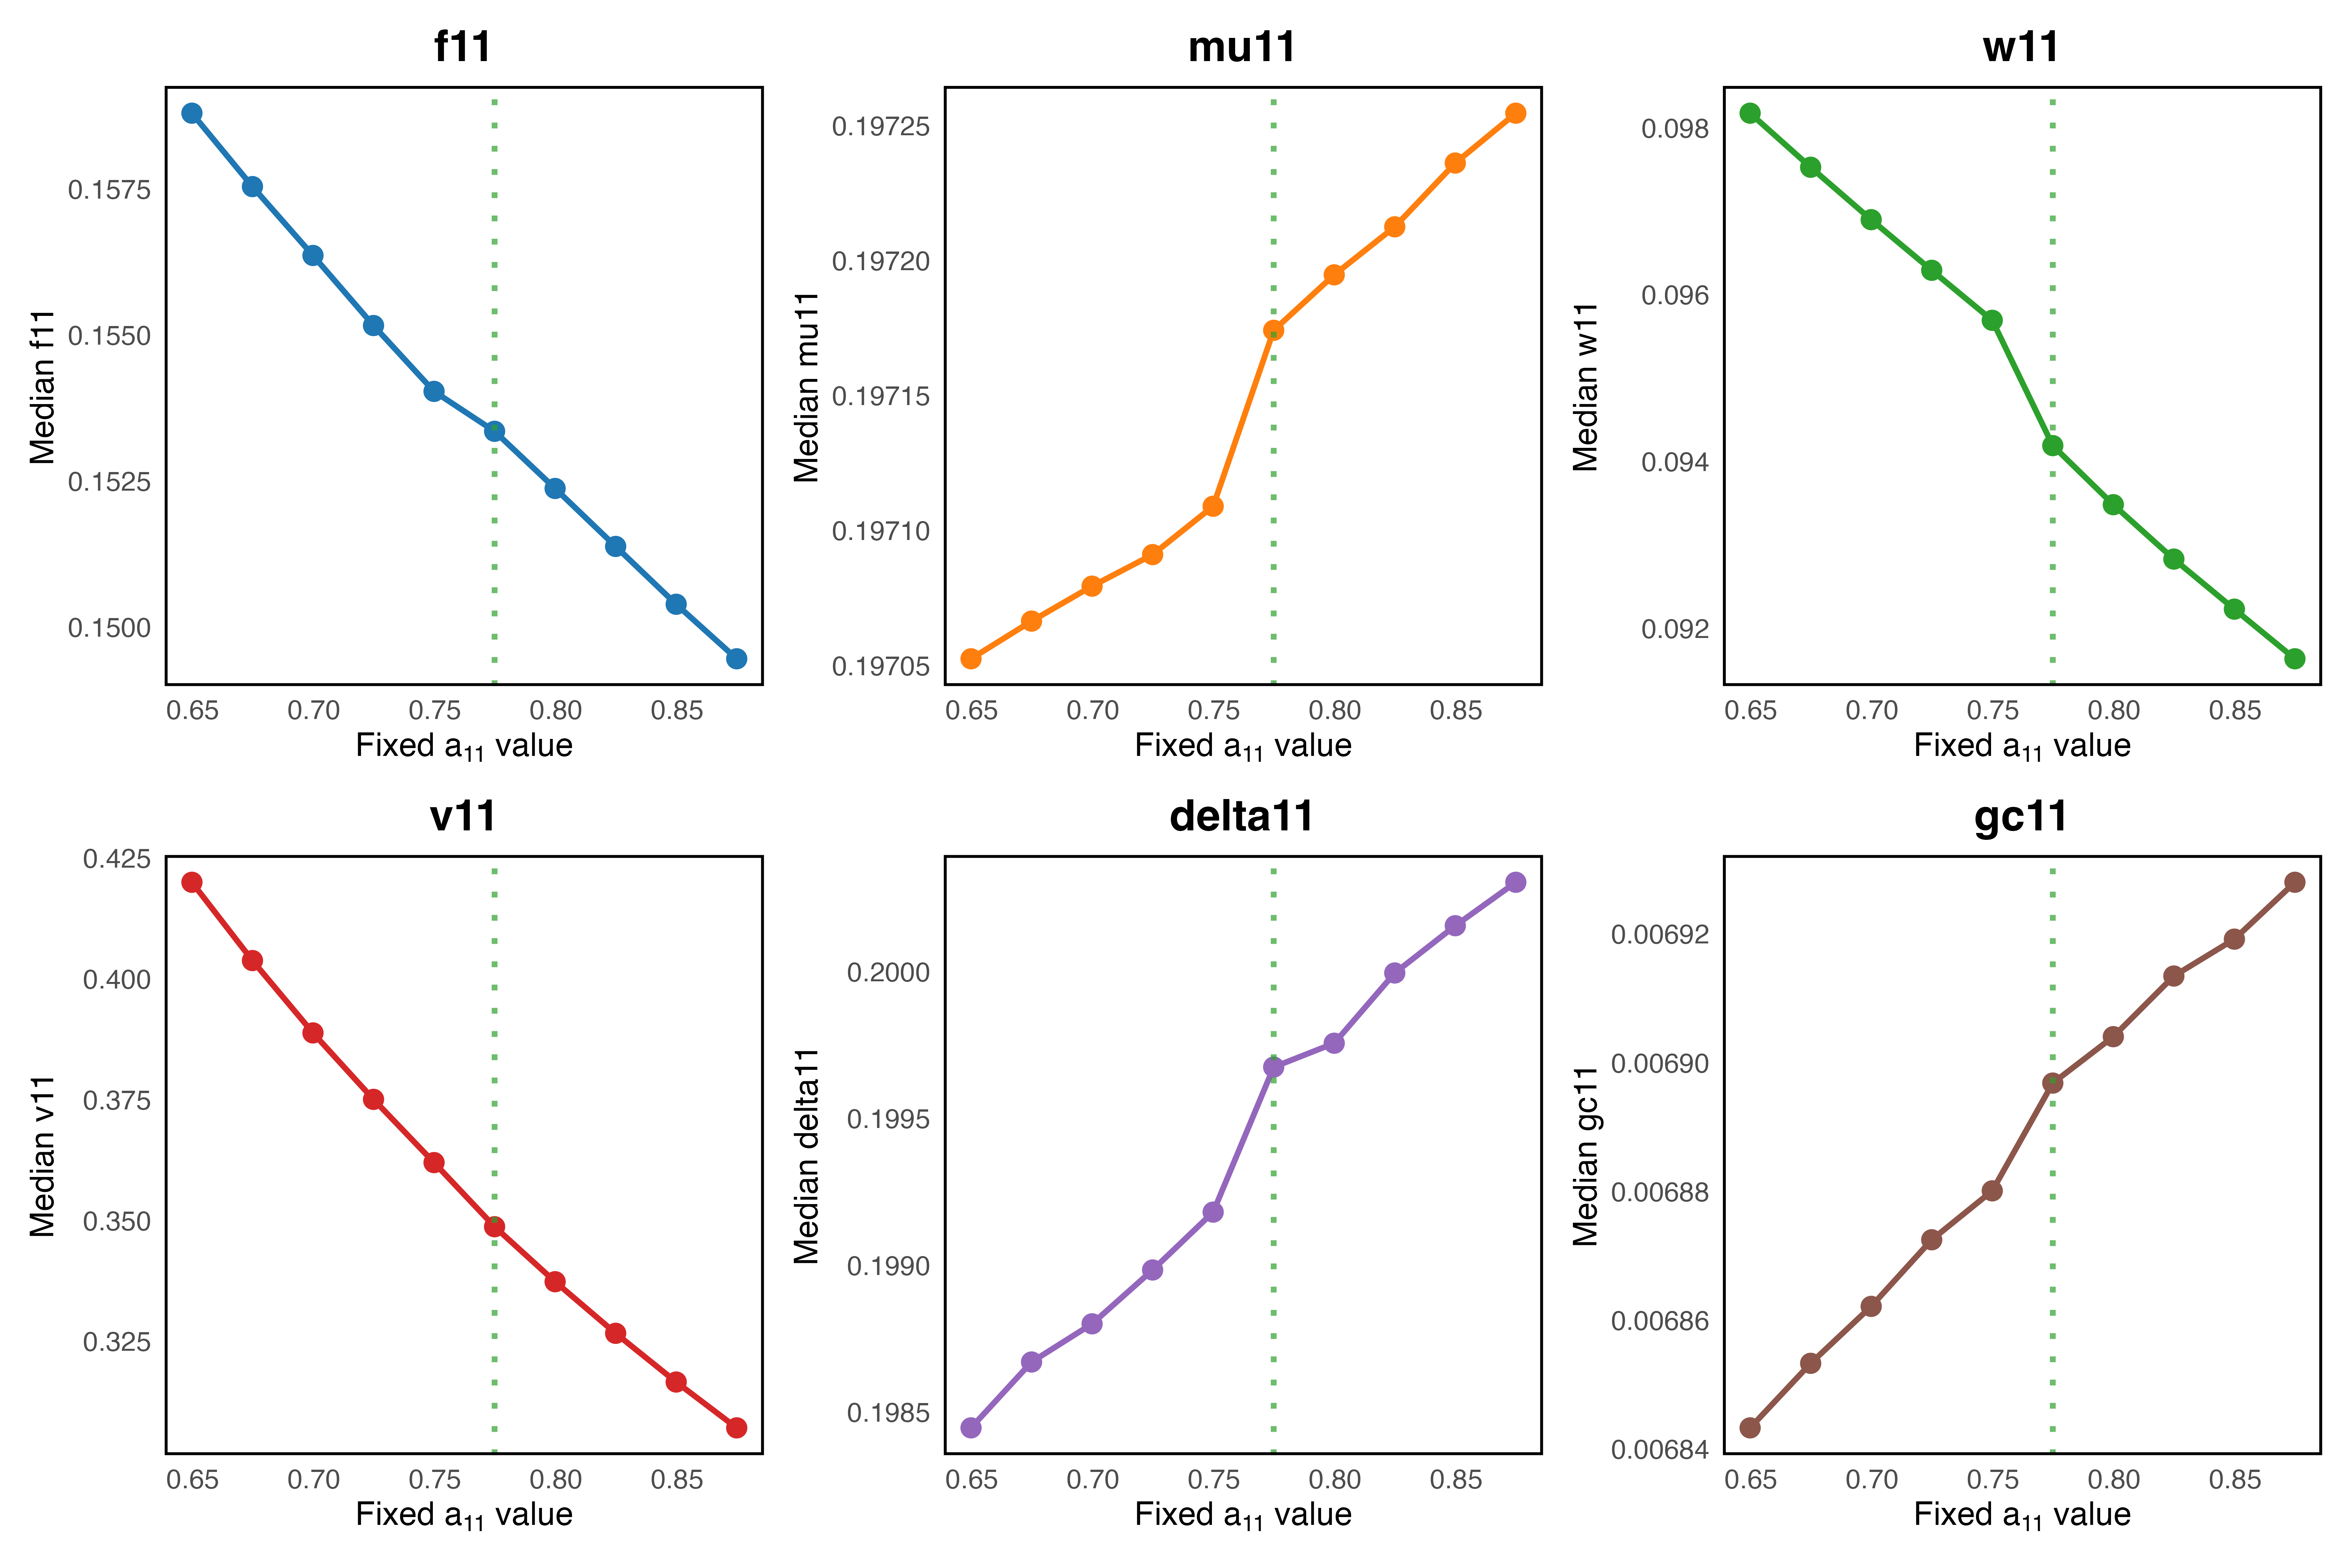 f11
Median f11
0.1575
0.1550
0.1525
0.1500
0.65 0.70 0.75 0.80 0.85
Fixed a₁₁ value
mu11
Median mu11
0.19725
0.19720
0.19715
0.19710
0.19705
0.65 0.70 0.75 0.80 0.85
Fixed a₁₁ value
w11
Median w11
0.098
0.096
0.094
0.092
0.65 0.70 0.75 0.80 0.85
Fixed a₁₁ value
v11
Median v11
0.425
0.400
0.375
0.350
0.325
0.65 0.70 0.75 0.80 0.85
Fixed a₁₁ value
delta11
Median delta11
0.2000
0.1995
0.1990
0.1985
0.65 0.70 0.75 0.80 0.85
Fixed a₁₁ value
gc11
Median gc11
0.00692
0.00690
0.00688
0.00686
0.00684
0.65 0.70 0.75 0.80 0.85
Fixed a₁₁ value